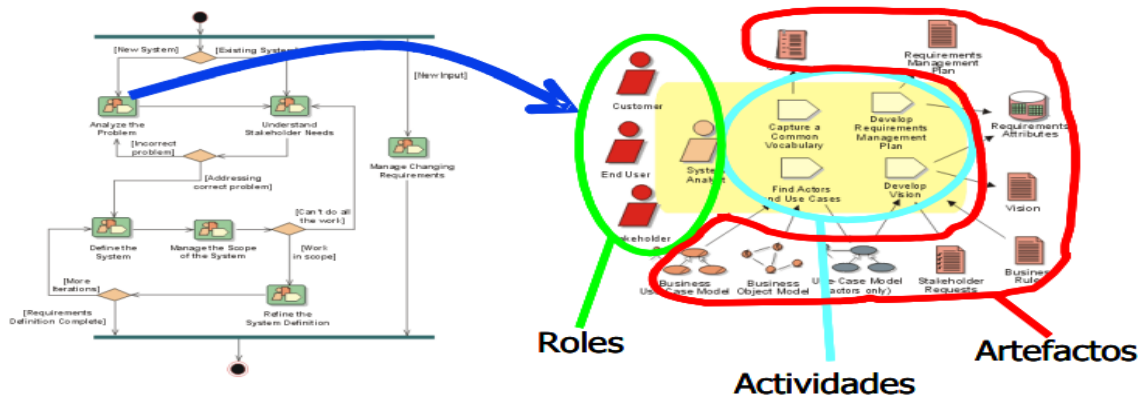 [New System]
[Existing System]
[New Input]
Analyze the
Problem
Understand
Stakeholder Needs
[Incorrect
problem]
Manage Changing
Requirements
[Addressing
correct problem]
[Can't do all
the work]
Define the
System
Manage the Scope
of the System
[Work
in scope]
[More
Iterations]
[Requirements
Definition Complete]
Refine the
System Definition
Customer
End User
System
Analyst
Capture a
Common
Vocabulary
Develop
Requirements
Management
Plan
Find Actors
and Use Cases
Develop
Vision
Requirements
Management
Plan
Requirements
Attributes
Vision
Business
Use-Case Model
Business
Object Model
Use-Case Model
(actors only)
Stakeholder
Requests
Business
Rules
Roles
Actividades
Artefactos